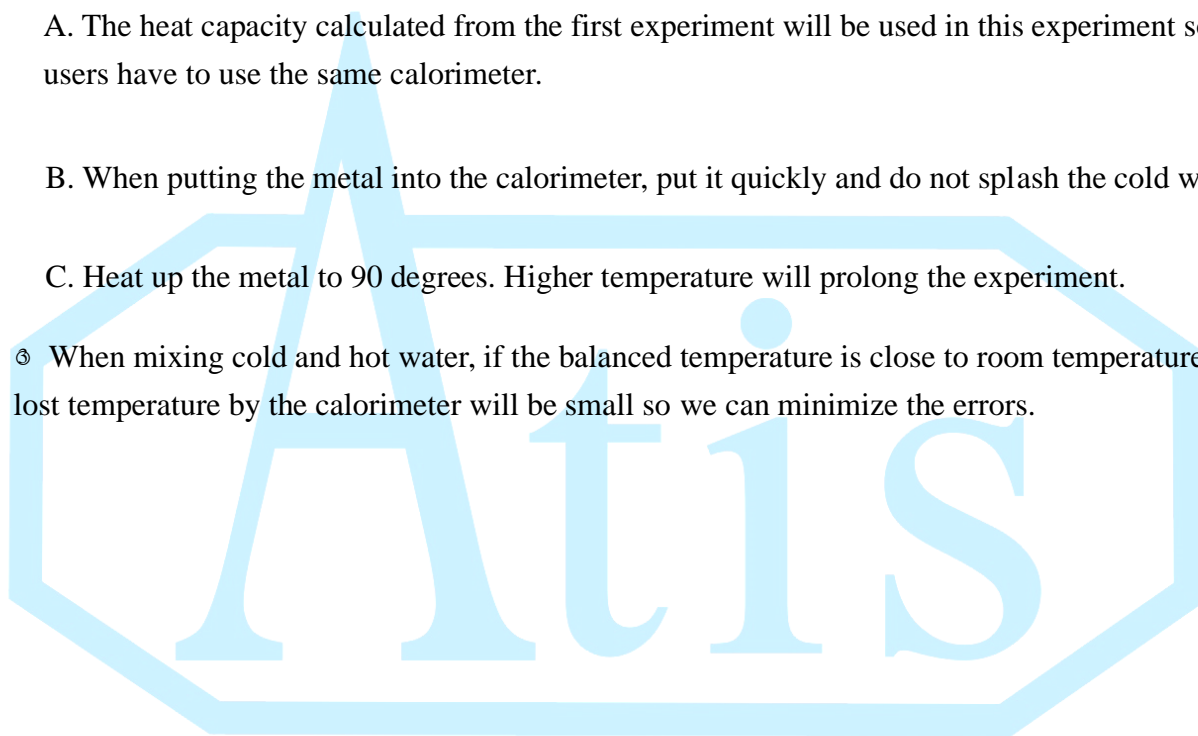 A. The heat capacity calculated from the first experiment will be used in this experiment
users have to use the same calorimeter.
B. When putting the metal into the calorimeter, put it quickly and do not splash the cold
C. Heat up the metal to 90 degrees. Higher temperature will prolong the experiment.
③ When mixing cold and hot water, if the balanced temperature is close to room temperature
lost temperature by the calorimeter will be small so we can minimize the errors.
Atis